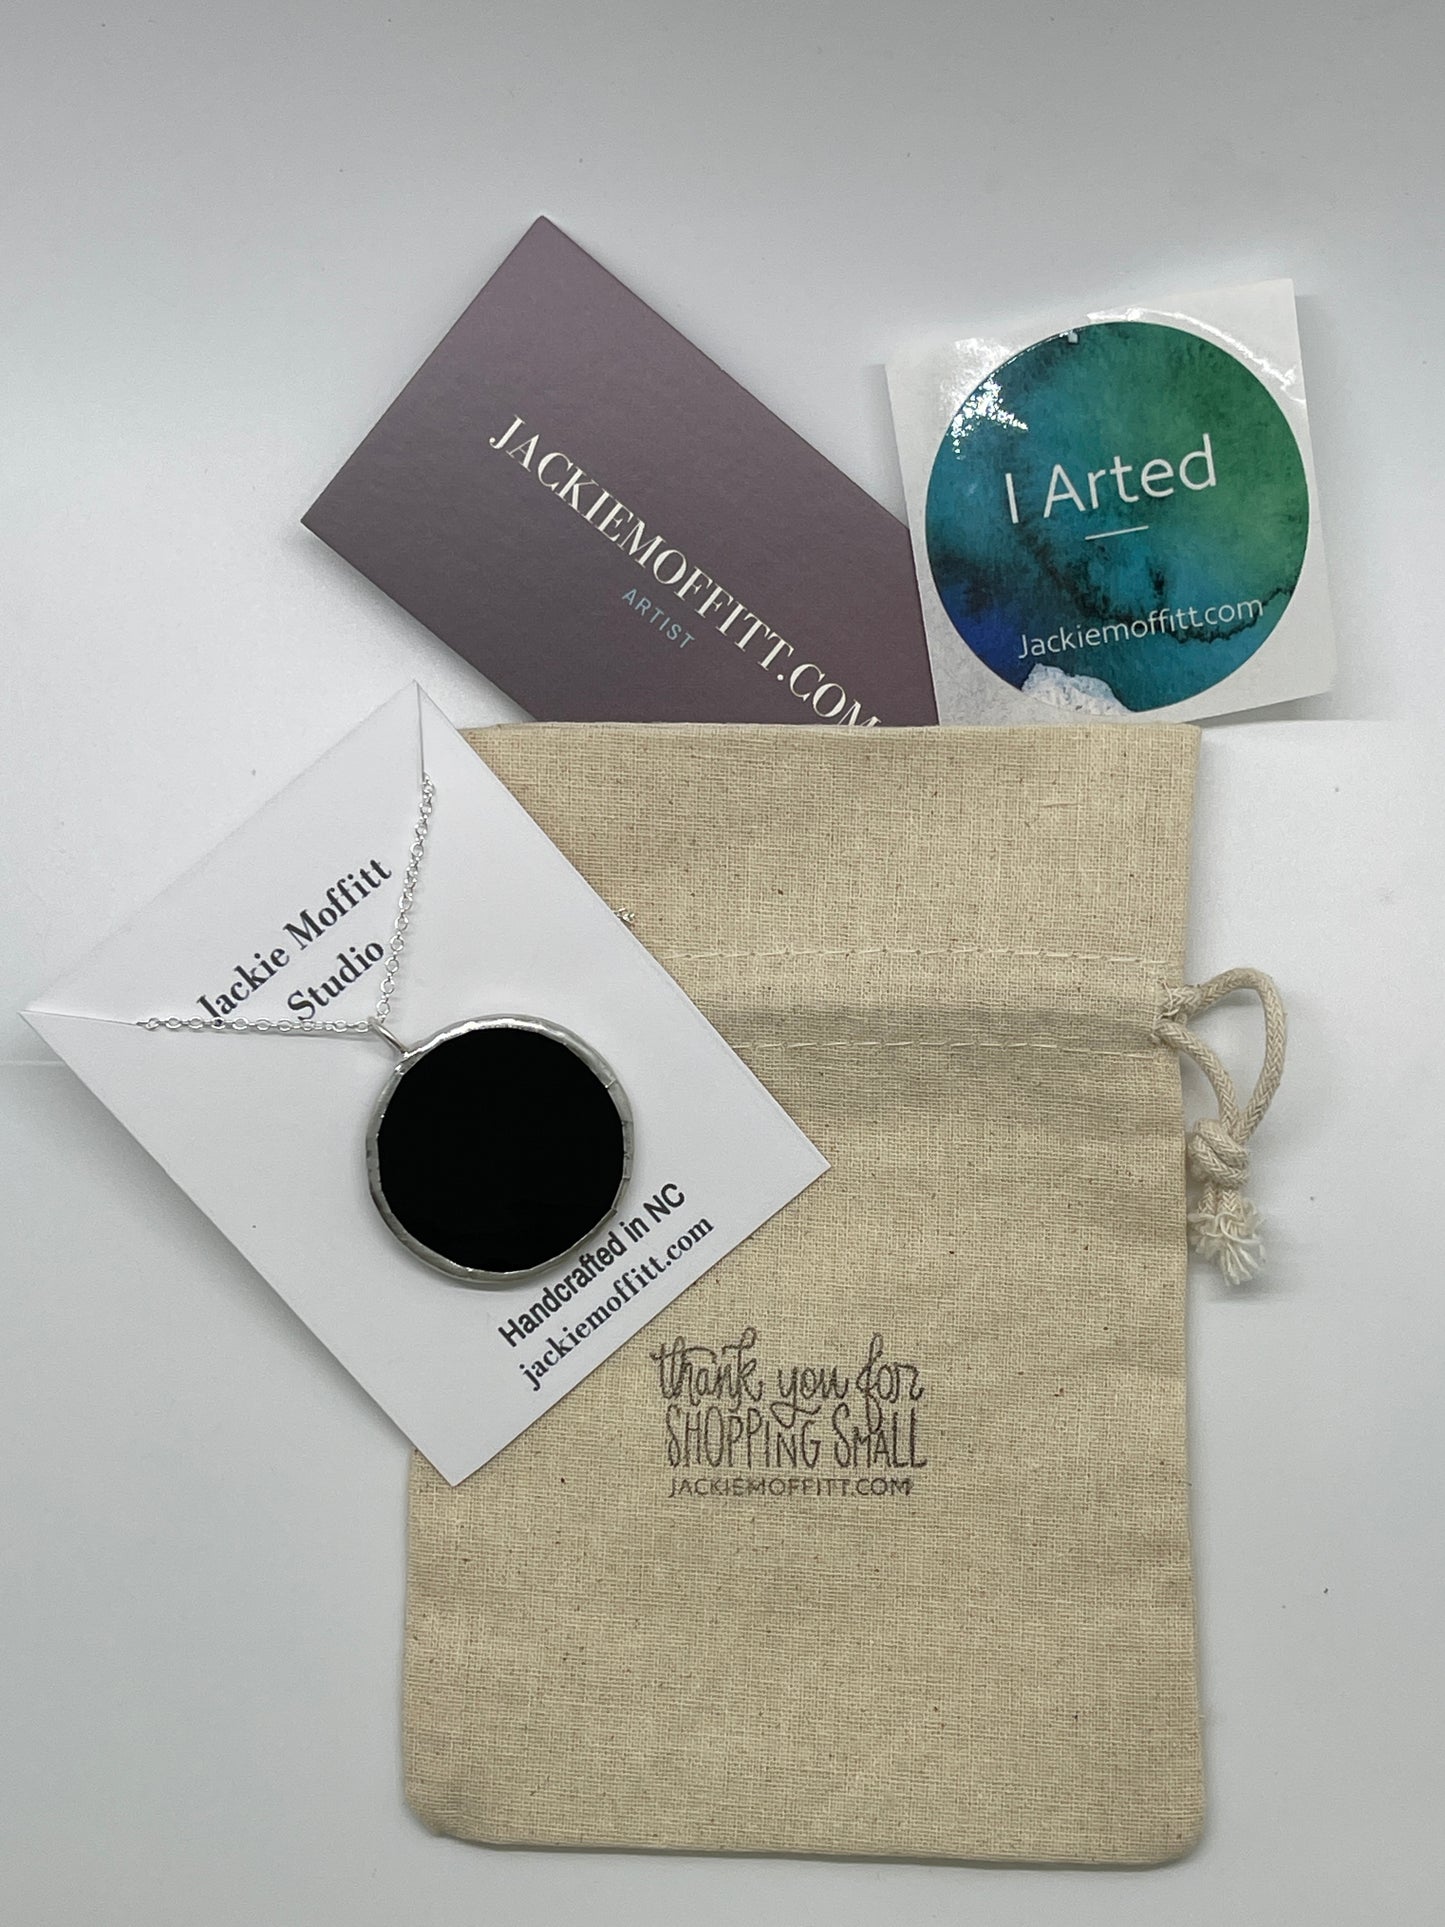 JACKIEMOFFITT.COM
ARTIST
I Arted
Jackiemoffitt.com
Jackie Moffitt
Studio
Handcrafted in NC
jackiemoffitt.com
thank you for
SHOPPING SMALL
JACKIEMOFFITT.COM